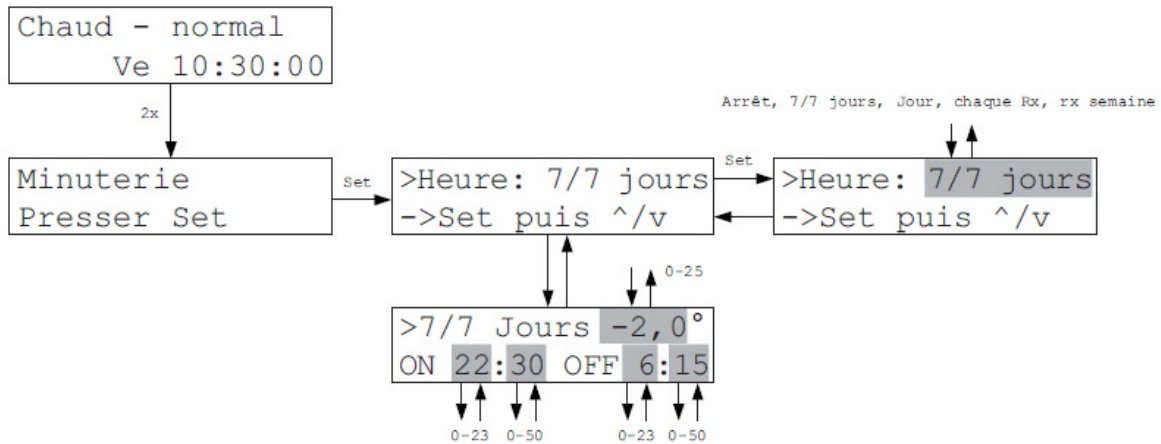 Chaud - normal
Ve 10:30:00
2x
Arrêt, 7/7 jours, Jour, chaque Rx, rx semaine
Minuterie
Presser Set
Set
>Heure: 7/7 jours
->Set puis ^/v
Set
>Heure: 7/7 jours
->Set puis ^/v
0-25
>7/7 Jours -2,0°
ON 22:30 OFF 6:15
0-23 0-50 0-23 0-50